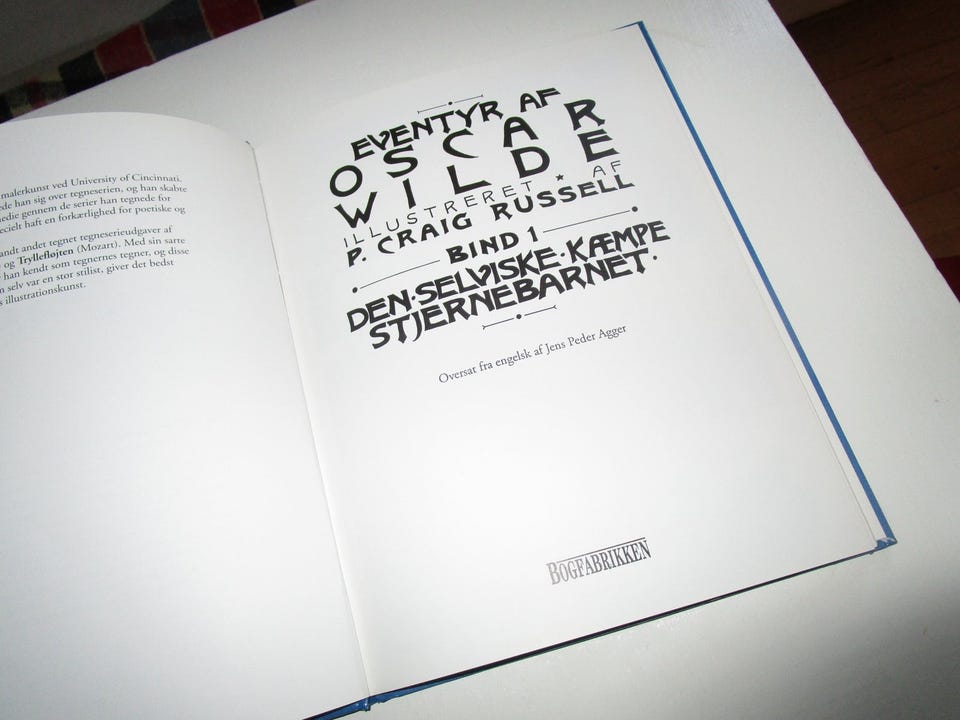 malerkunst ved University of Cincinnati.
ede han sig over tegneserien, og han skabte
nedie gennem de serier han tegnede for
ecielt haft en forkærlighed for poetiske og
andt andet tegnet tegneserieudgaver af
og Tryllefløjten (Mozart). Med sin sarte
han kendt som tegnernes tegner, og disse
n selv var en stor stilist, giver det bedst
s illustrationskunst.
EVENTYR AF
OSCAR
WILDE
ILLUSTRERET * AF
P. CRAIG RUSSELL
BIND 1
DEN·SELVISKE·KÆMPE
STJERNEBARNET·
Oversat fra engelsk af Jens Peder Agger
BOGFABRIKKEN